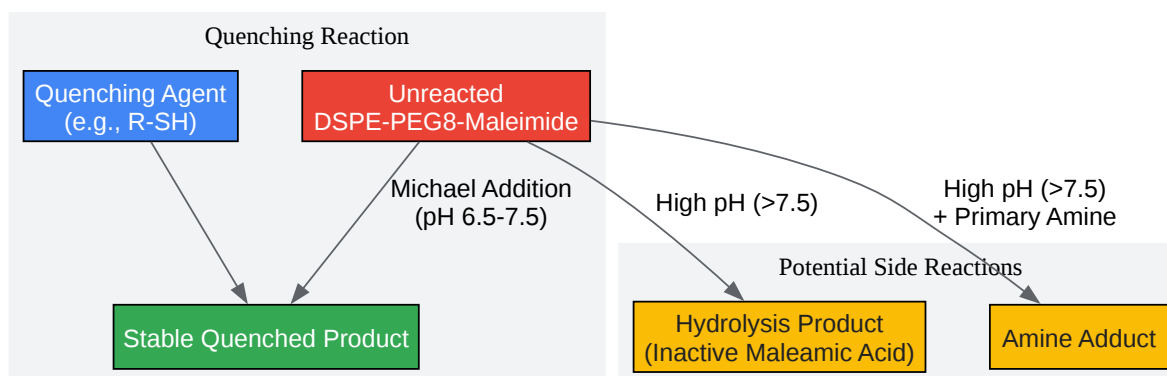 Quenching Reaction
Quenching Agent
(e.g., R-SH)
Unreacted
DSPE-PEG8-Maleimide
Michael Addition
(pH 6.5-7.5)
High pH (>7.5)
High pH (>7.5)
+ Primary Amine
Potential Side Reactions
Stable Quenched Product
Hydrolysis Product
(Inactive Maleamic Acid)
Amine Adduct